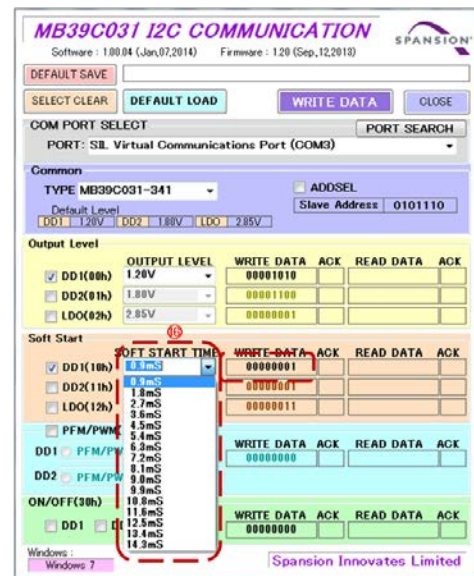 MB39C031 I2C COMMUNICATION
SPANSION
Software : 1.00.04 (Jan,07,2014) Firmware : 1.20 (Sep,12,2013)
DEFAULT SAVE
SELECT CLEAR DEFAULT LOAD WRITE DATA CLOSE
COM PORT SELECT PORT SEARCH
PORT: SIL Virtual Communications Port (COM3)
Common
TYPE MB39C031-341 ADDSEL
Default Level Slave Address 0101110
DD1 1.20V DD2 1.80V LDO 2.85V
Output Level
OUTPUT LEVEL WRITE DATA ACK READ DATA ACK
DD1(00h) 1.20V 00001010
DD2(01h) 1.80V 00001100
LDO(02h) 2.85V 00000001
Soft Start
⑯
SOFT START TIME WRITE DATA ACK READ DATA ACK
DD1(10h) 0.9mS 00000001
DD2(11h) 0.9mS 00000001
1.8mS
LDO(12h) 2.7mS 00000011
3.6mS
PFM/PWM( 4.5mS
5.4mS
DD1 PFM/PW 6.3mS WRITE DATA ACK READ DATA ACK
7.2mS 00000000
8.1mS
DD2 PFM/PW 9.0mS
9.9mS
ON/OFF(30h) 10.8mS
11.6mS WRITE DATA ACK READ DATA ACK
DD1 12.5mS 00000000
13.4mS
14.3mS
Windows :
Windows 7 Spansion Innovates Limited